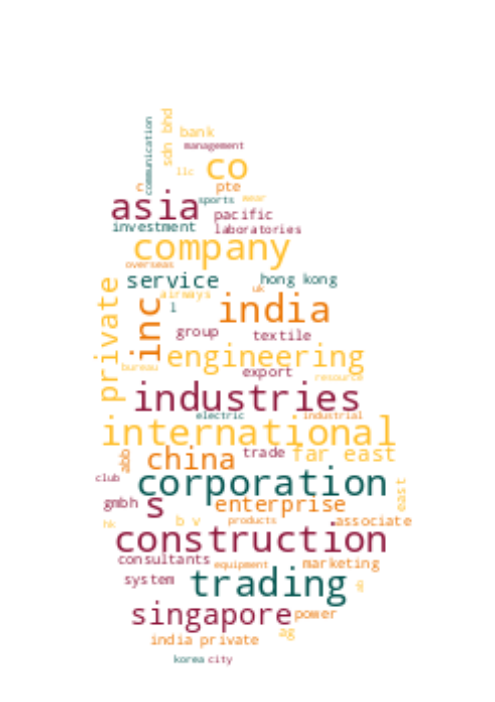 communication
sdn bhd
bank
management
co
llc
c
pte
sports wear
asia
pacific
investment
laboratories
company
overseas
service
hong kong
uk
airways
private
inc
l
india
group
textile
engineering
bureau
export
resource
industries
electric
industrial
international
abb
china
trade
far east
club
corporation
east
gmbh
s
enterprise
hk
b v
products
associate
construction
consultants
equipment
marketing
system
trading
singapore
power
ag
india private
korea city